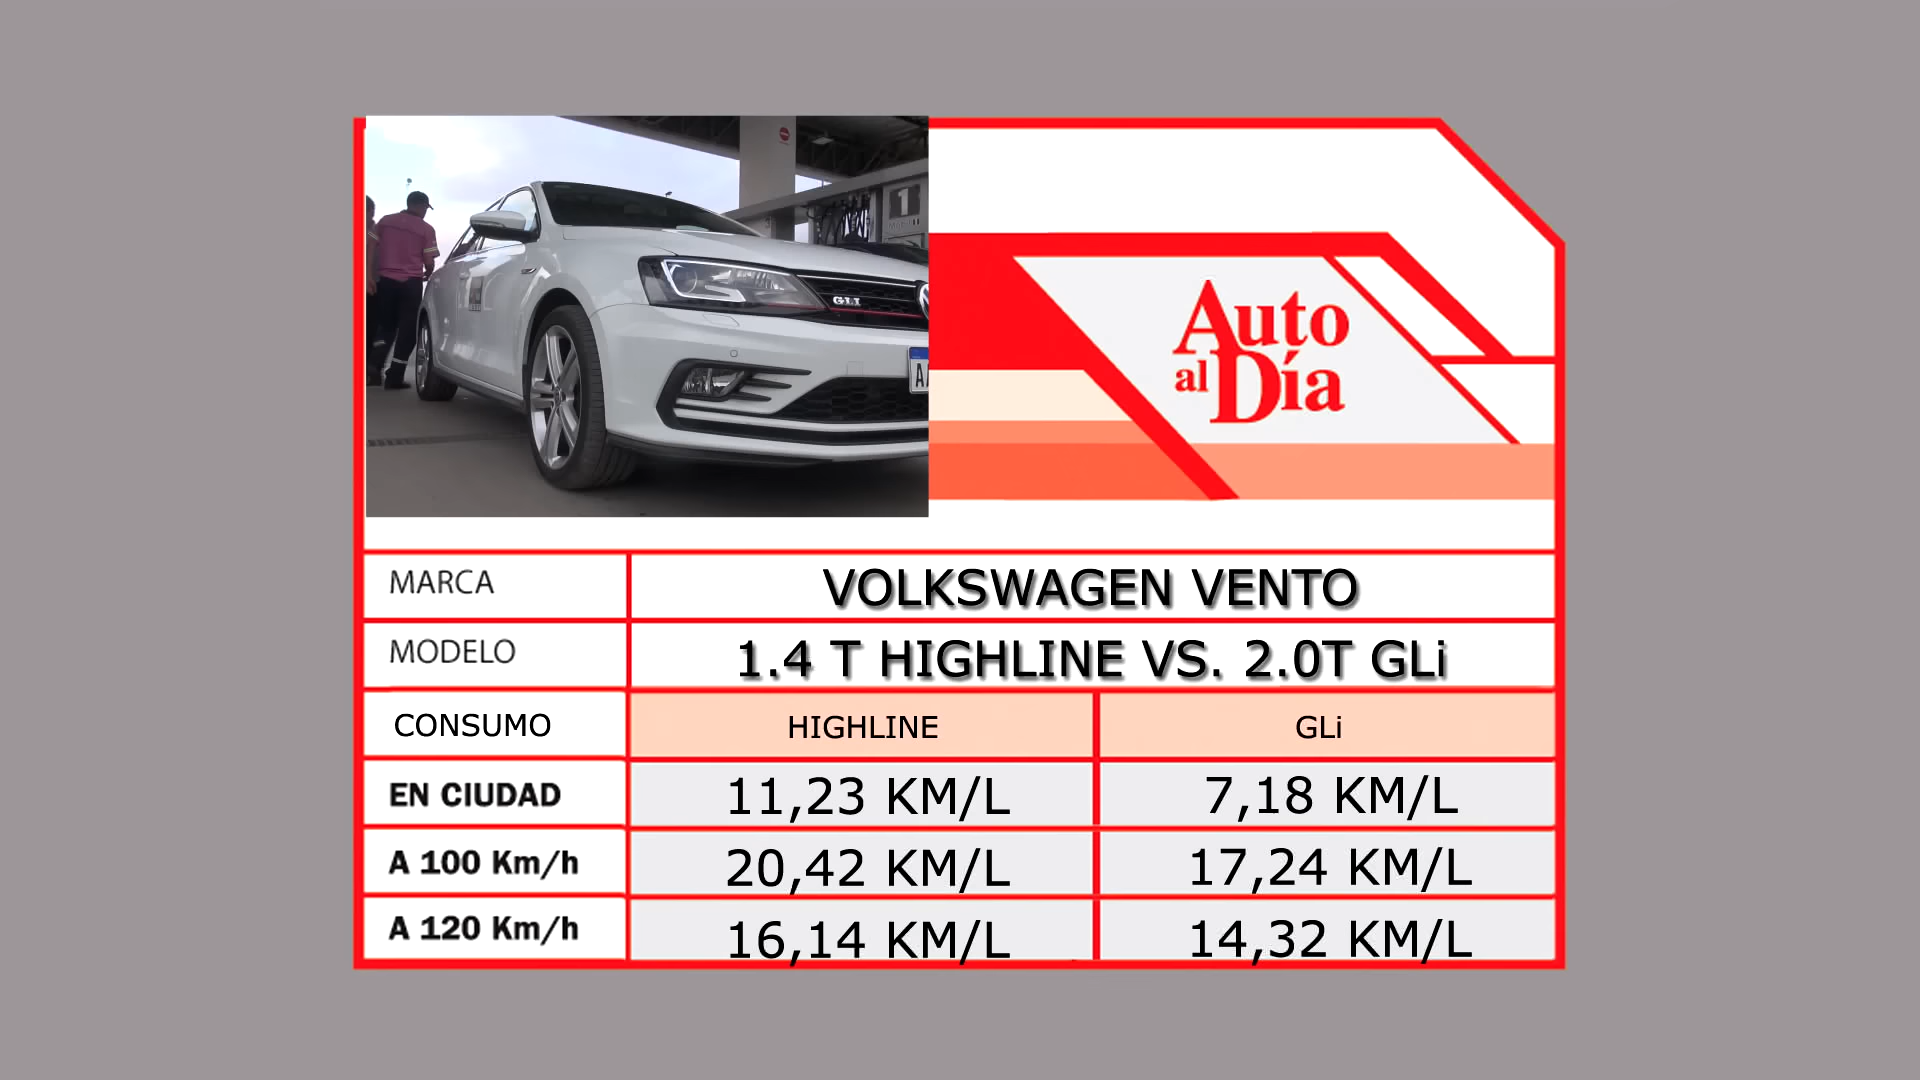 1
GLI
A
Auto
al Día
MARCA
VOLKSWAGEN VENTO
MODELO
1.4 T HIGHLINE VS. 2.0T GLi
CONSUMO
HIGHLINE
GLi
EN CIUDAD
11,23 KM/L
7,18 KM/L
A 100 Km/h
20,42 KM/L
17,24 KM/L
A 120 Km/h
16,14 KM/L
14,32 KM/L